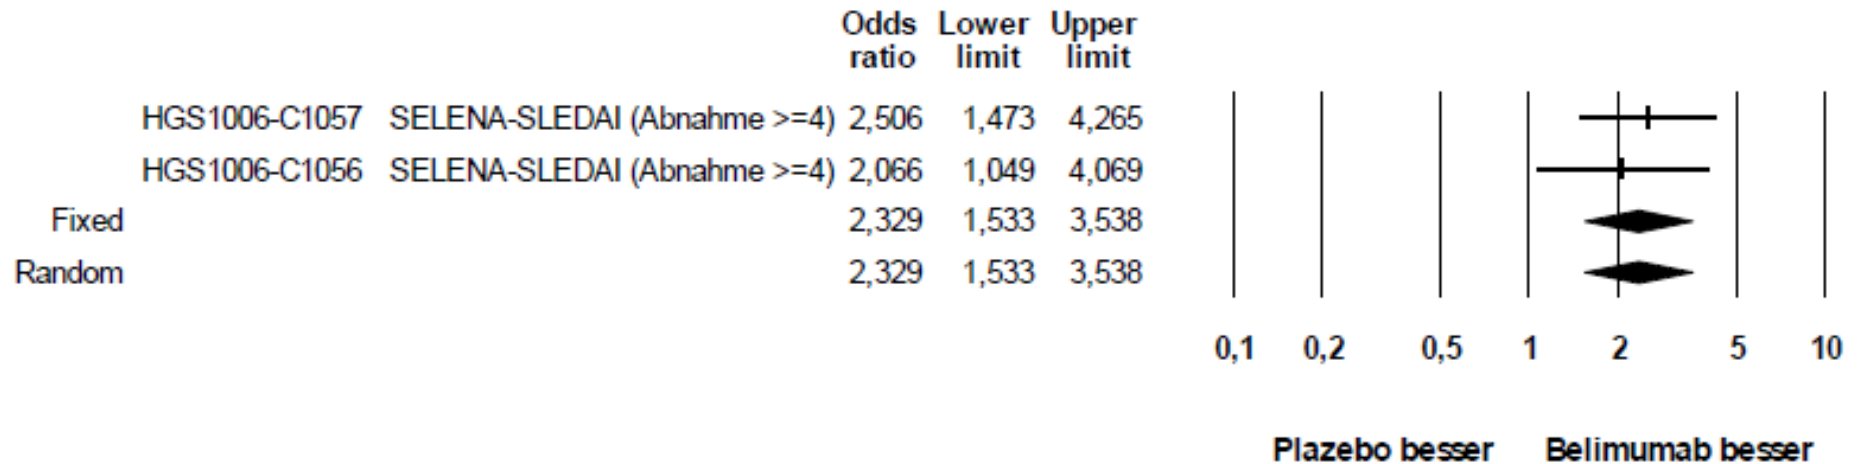 Odds Lower Upper
ratio limit limit
HGS1006-C1057 SELENA-SLEDAI (Abnahme >=4) 2,506 1,473 4,265
HGS1006-C1056 SELENA-SLEDAI (Abnahme >=4) 2,066 1,049 4,069
Fixed 2,329 1,533 3,538
Random 2,329 1,533 3,538
0,1 0,2 0,5 1 2 5 10
Plazebo besser Belimumab besser